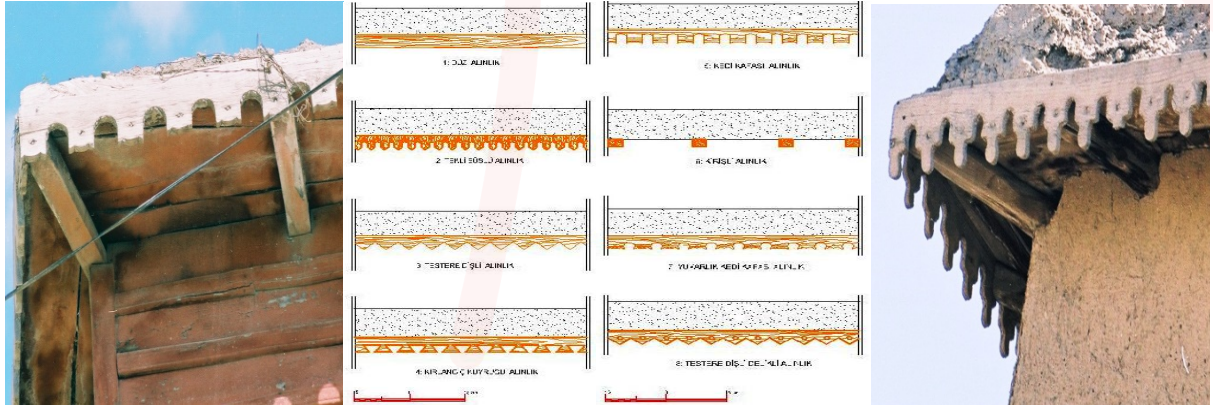 1: DÜZ ALINLIK
2: TEKLİ SÜSLÜ ALINLIK
3: TESTERE DİŞLİ ALINLIK
4: KIRLANGIÇ KUYRUĞU ALINLIK
5: KEDİ KAFASI ALINLIK
6: KİRİŞLİ ALINLIK
7: YUVARLIK KEDİ KAFASI ALINLIK
8: TESTERE DİŞLİ DELİKLİ ALINLIK